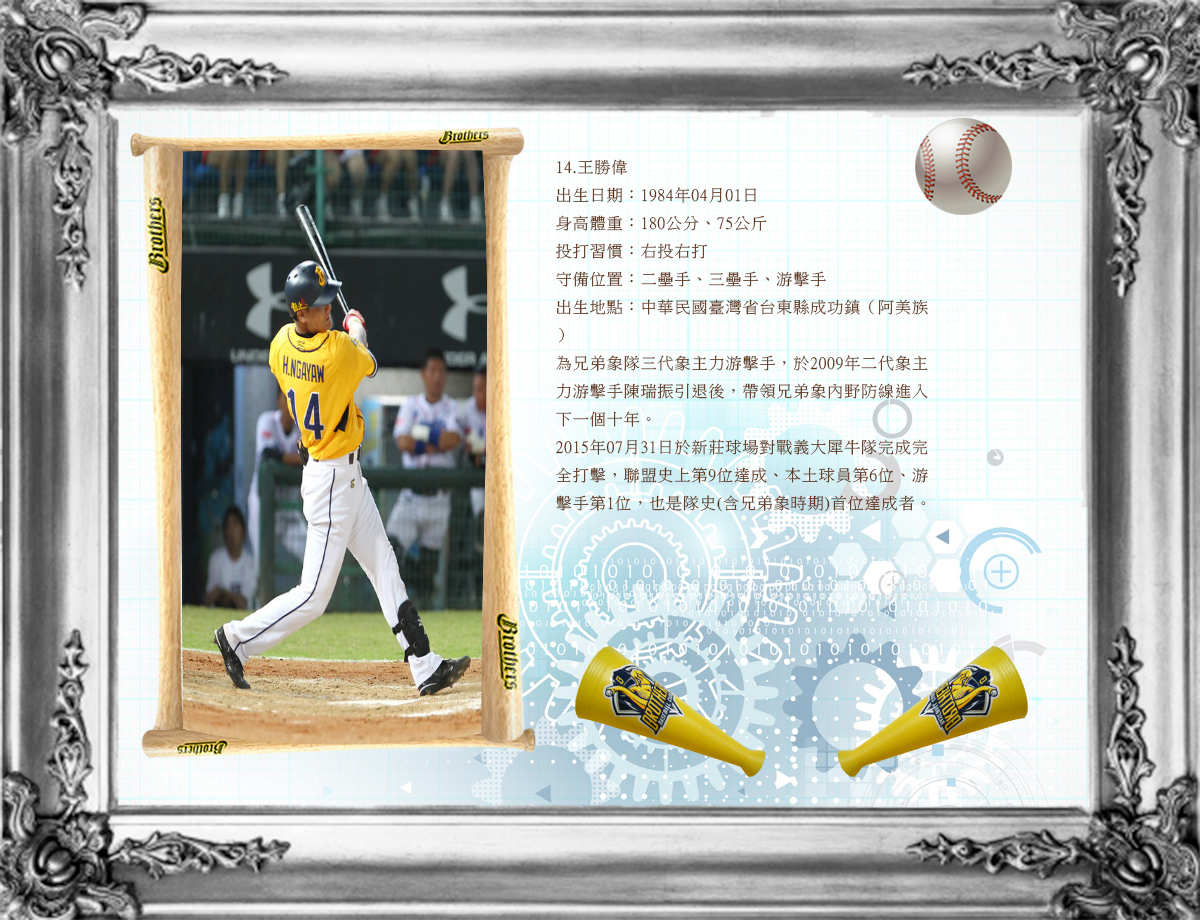 Brothers
Brothers
H.NGAYAW
14
UNDER A
Brothers
Brothers
14.王勝偉
出生日期：1984年04月01日
身高體重：180公分、75公斤
投打習慣：右投右打
守備位置：二壘手、三壘手、游擊手
出生地點：中華民國臺灣省台東縣成功鎮（阿美族
）
為兄弟象隊三代象主力游擊手，於2009年二代象主
力游擊手陳瑞振引退後，帶領兄弟象內野防線進入
下一個十年。
2015年07月31日於新莊球場對戰義大犀牛隊完成完
全打擊，聯盟史上第9位達成、本土球員第6位、游
擊手第1位，也是隊史(含兄弟象時期)首位達成者。